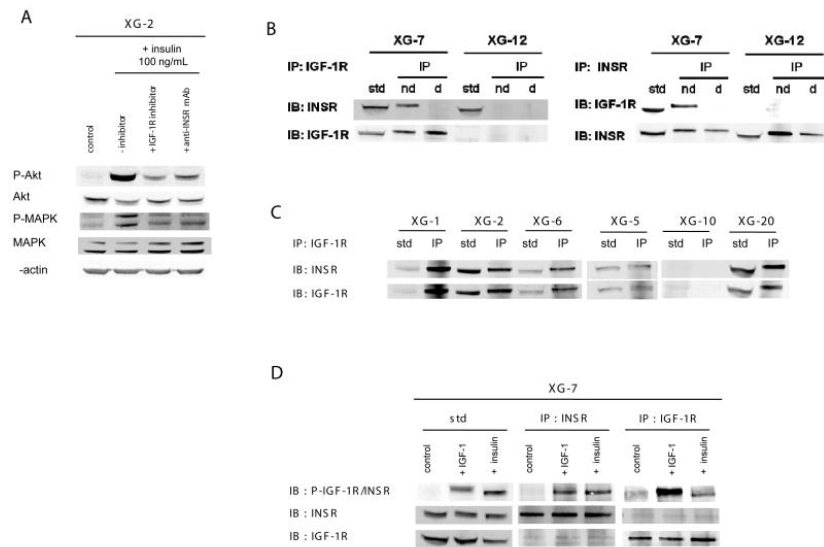 A
XG-2
+ insulin
100 ng/mL
control
- inhibitor
+IGF-1R inhibitor
+anti-INSR mAb
P-Akt
Akt
P-MAPK
MAPK
-actin
B
XG-7 XG-12
IP: IGF-1R IP IP
std nd d std nd d
IB: INSR
IB: IGF-1R
XG-7 XG-12
IP: INSR IP IP
std nd d std nd d
IB: IGF-1R
IB: INSR
C
XG-1 XG-2 XG-6 XG-5 XG-10 XG-20
IP: IGF-1R std IP std IP std IP std IP std IP std IP
IB: INSR
IB: IGF-1R
D
XG-7
std IP : INSR IP : IGF-1R
control + IGF-1 + insulin control + IGF-1 + insulin control + IGF-1 + insulin
IB : P-IGF-1R/INSR
IB : INSR
IB : IGF-1R